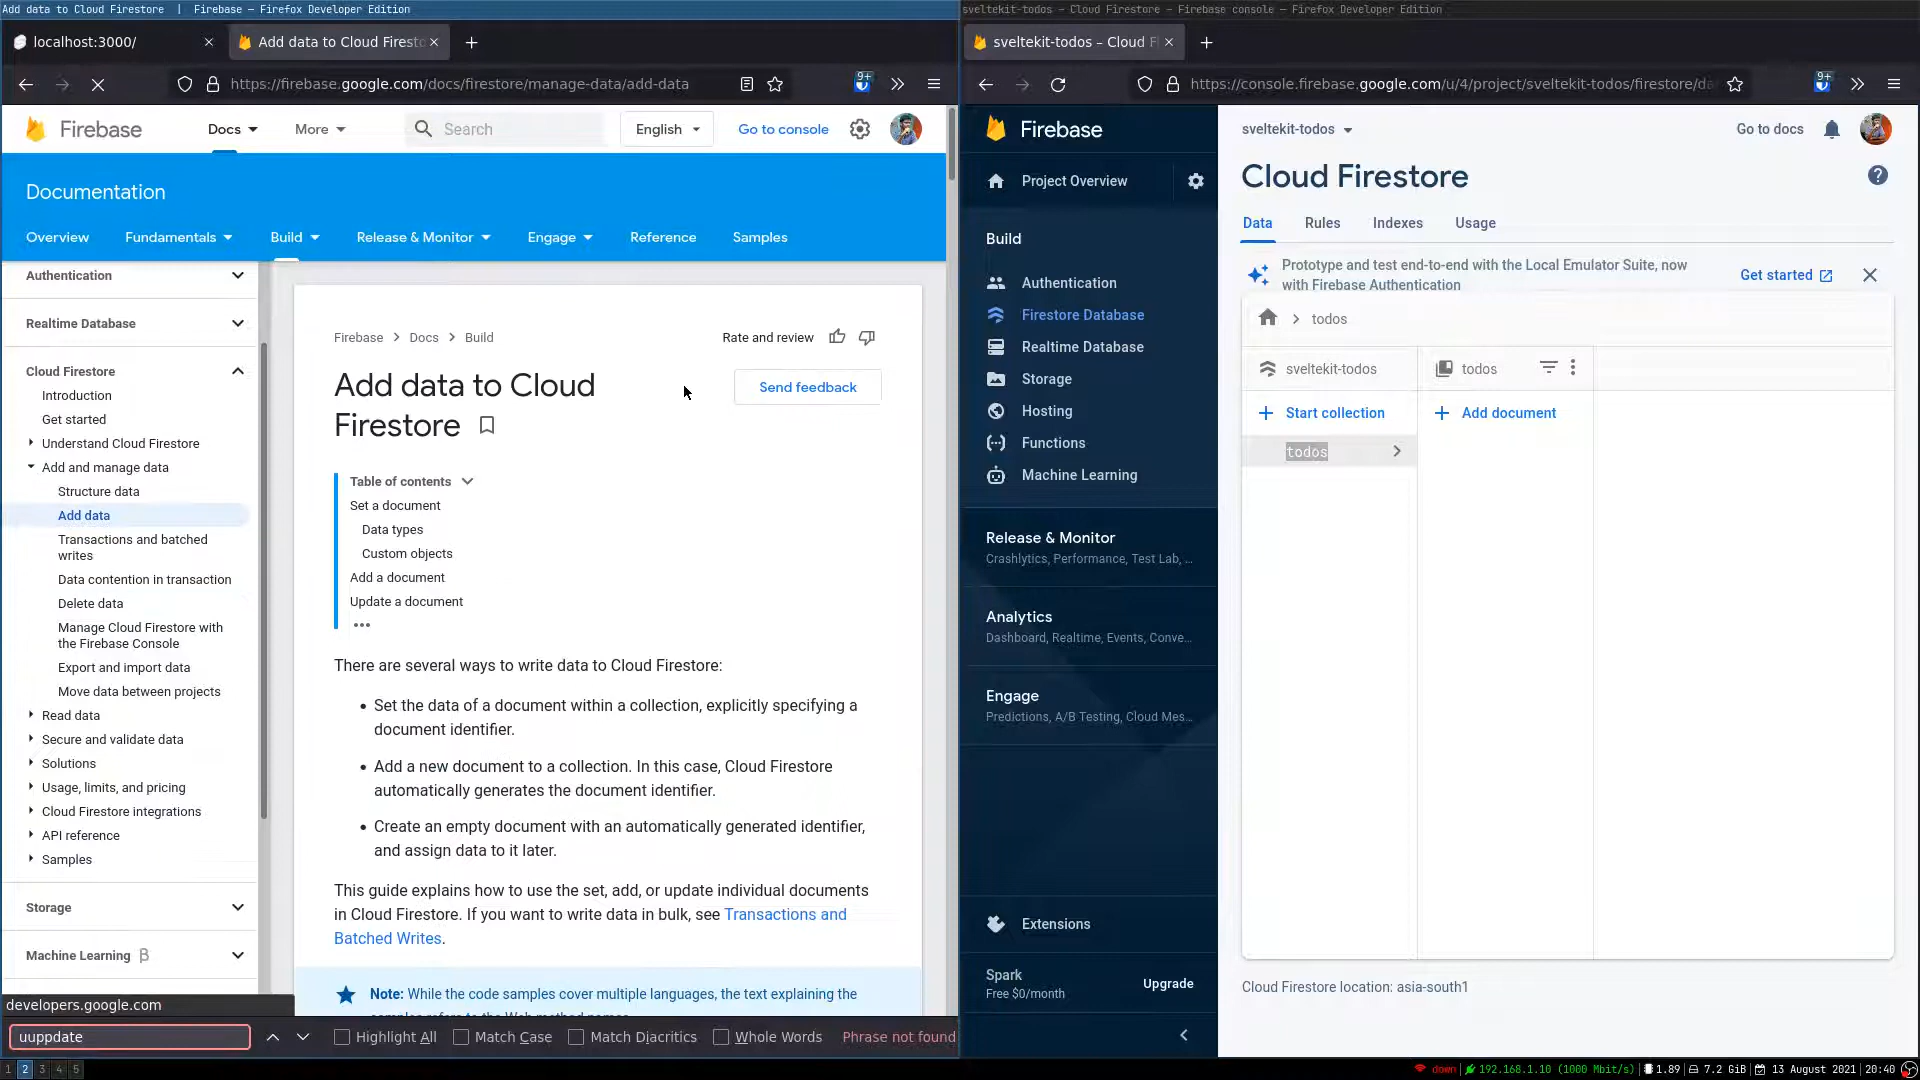 Add data to Cloud Firestore  |  Firebase — Firefox Developer Edition
localhost:3000/
Add data to Cloud Firest
https://firebase.google.com/docs/firestore/manage-data/add-data
9+
Firebase
Docs
More
Search
English
Go to console
Documentation
Overview
Fundamentals
Build
Release & Monitor
Engage
Reference
Samples
Authentication
Realtime Database
Cloud Firestore
Introduction
Get started
Understand Cloud Firestore
Add and manage data
Structure data
Add data
Transactions and batched
writes
Data contention in transaction
Delete data
Manage Cloud Firestore with
the Firebase Console
Export and import data
Move data between projects
Read data
Secure and validate data
Solutions
Usage, limits, and pricing
Cloud Firestore integrations
API reference
Samples
Storage
Machine Learning
Firebase > Docs > Build
Rate and review
Add data to Cloud
Firestore
Send feedback
Table of contents
Set a document
Data types
Custom objects
Add a document
Update a document
There are several ways to write data to Cloud Firestore:
• Set the data of a document within a collection, explicitly specifying a
document identifier.
• Add a new document to a collection. In this case, Cloud Firestore
automatically generates the document identifier.
• Create an empty document with an automatically generated identifier,
and assign data to it later.
This guide explains how to use the set, add, or update individual documents
in Cloud Firestore. If you want to write data in bulk, see Transactions and
Batched Writes.
Note: While the code samples cover multiple languages, the text explaining the
developers.google.com
uuppdate
Highlight All
Match Case
Match Diacritics
Whole Words
Phrase not found
sveltekit-todos — Cloud Firestore — Firebase console — Firefox Developer Edition
sveltekit-todos – Cloud F
https://console.firebase.google.com/u/4/project/sveltekit-todos/firestore/da
9+
Firebase
Project Overview
Build
Authentication
Firestore Database
Realtime Database
Storage
Hosting
Functions
Machine Learning
Release & Monitor
Crashlytics, Performance, Test Lab, ...
Analytics
Dashboard, Realtime, Events, Conve...
Engage
Predictions, A/B Testing, Cloud Mes...
Extensions
Spark
Free $0/month
Upgrade
sveltekit-todos
Go to docs
Cloud Firestore
Data
Rules
Indexes
Usage
Prototype and test end-to-end with the Local Emulator Suite, now
with Firebase Authentication
Get started
todos
sveltekit-todos
todos
Start collection
Add document
todos
Cloud Firestore location: asia-south1
1 2 3 4 5
down | 192.168.1.10 (1000 Mbit/s) | 1.89 | 7.2 GiB | 13 August 2021 | 20:40